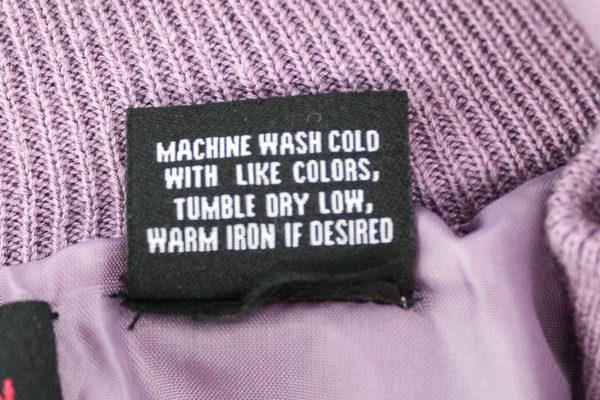 MACHINE WASH COLD
WITH LIKE COLORS,
TUMBLE DRY LOW,
WARM IRON IF DESIRED